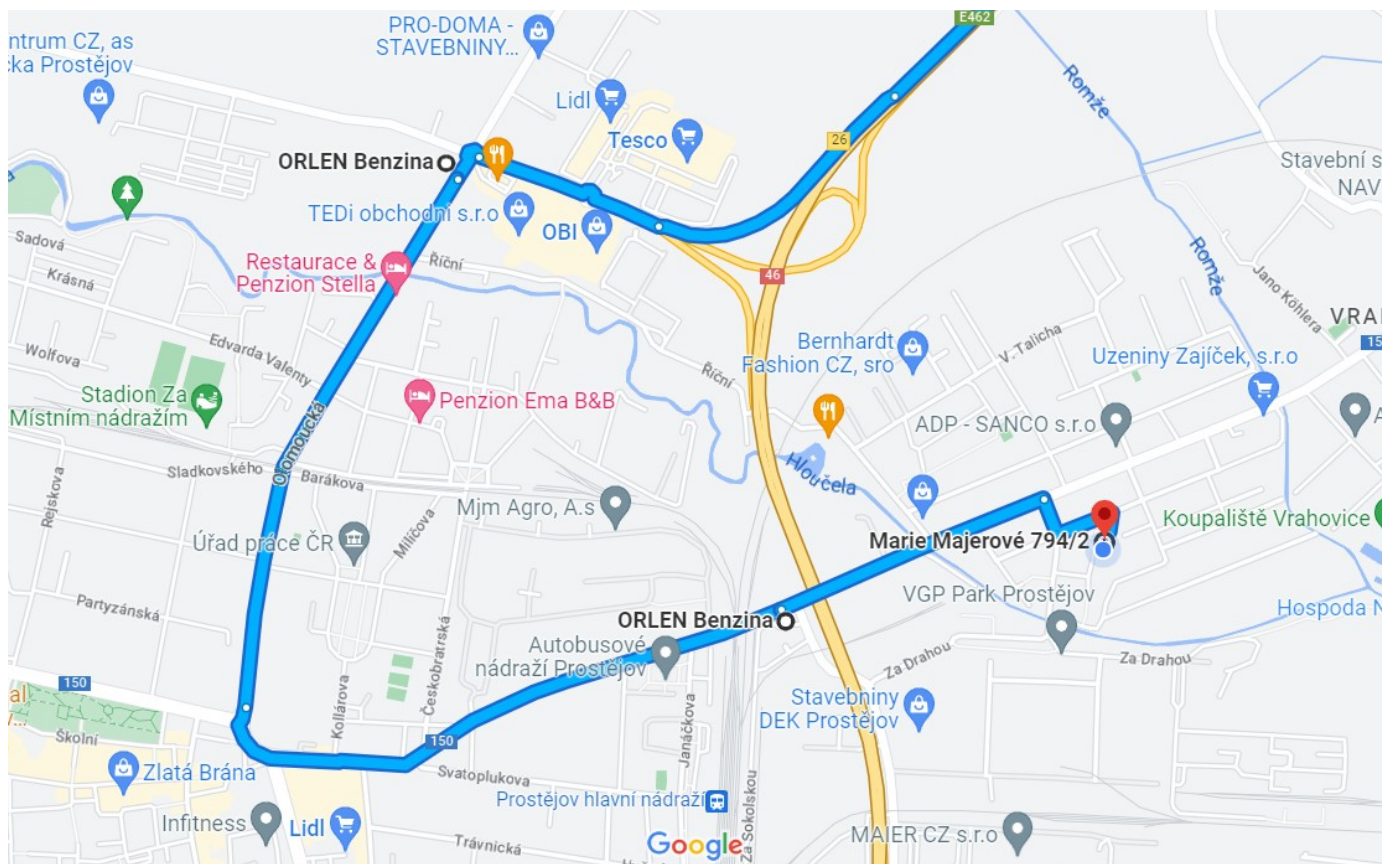 E462
PRO-DOMA -
STAVEBNINY...
ntrum CZ, as
čka Prostějov
Romže
Lidl
26
Tesco
ORLEN Benzina
Stavební s
NAV
TEDi obchodní s.r.o
OBI
Sadová
Říční
Restaurace &
Penzion Stella
Krásná
46
Romže
Jano Köhlera
VRAI
15
Edvarda Valenty
Wolfova
Bernhardt
Fashion CZ, sro
V. Talicha
Uzeniny Zajíček, s.r.o
Říční
Stadion Za
Místním nádražím
Penzion Ema B&B
ADP - SANCO s.r.o
A
Olomoucká
Sladkovského
Barákova
Hloučela
Rejskova
Mjm Agro, A.s
Milíčova
Koupaliště Vrahovice
Úřad práce ČR
Marie Majerové 794/2
VGP Park Prostějov
Partyzánská
ORLEN Benzina
Hospoda N
Autobusové
nádraží Prostějov
Za Drahou
Za Drahou
Českobratrská
150
al
...
Kollárova
Stavebniny
DEK Prostějov
Janáčkova
Školní
150
Zlatá Brána
Svatoplukova
Prostějov hlavní nádraží
Za Sokolskou
Infitness
Lidl
Trávnická
Google
MAIER CZ s.r.o